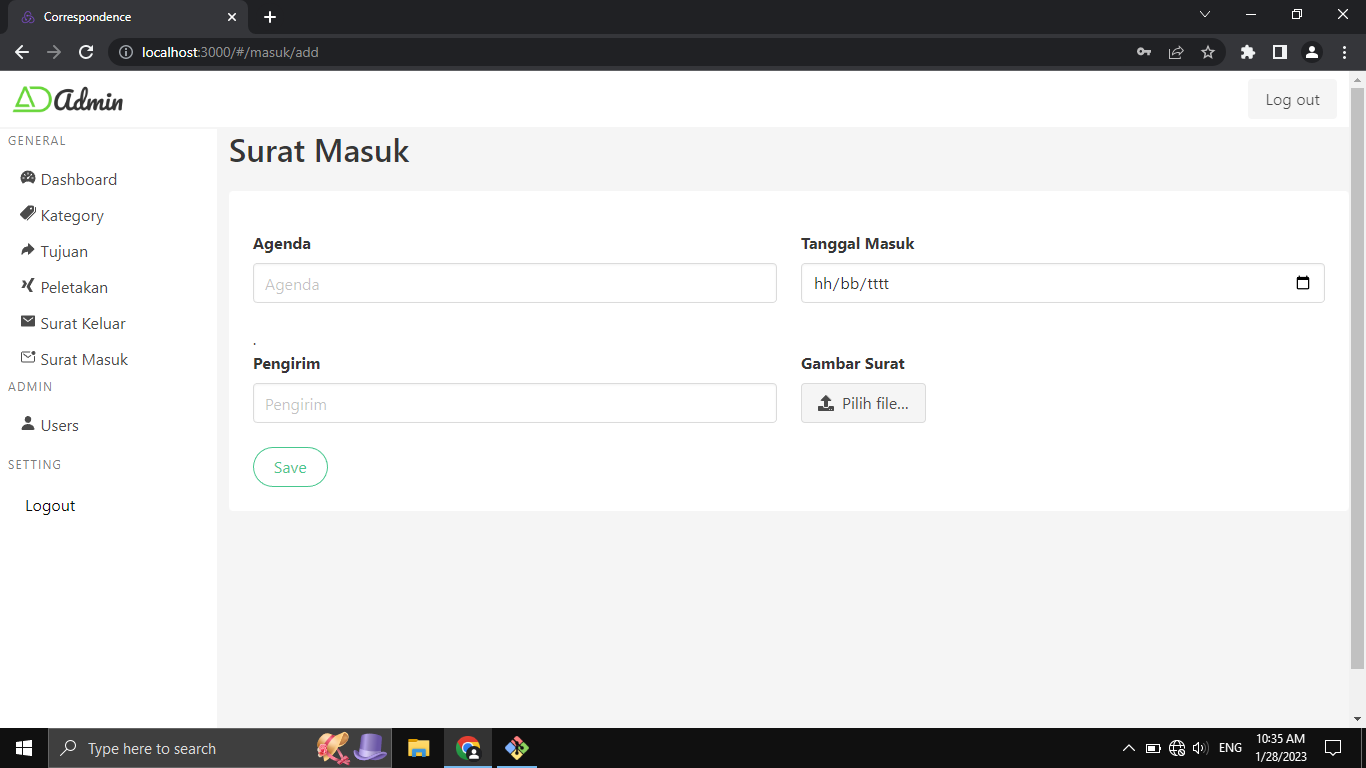 Correspondence
localhost:3000/#/masuk/add
AD Admin
Log out
GENERAL
Dashboard
Kategory
Tujuan
Peletakan
Surat Keluar
Surat Masuk
ADMIN
Users
SETTING
Logout
Surat Masuk
Agenda
Tanggal Masuk
Agenda
hh/bb/tttt
.
Pengirim
Gambar Surat
Pengirim
Pilih file...
Save
Type here to search
ENG
10:35 AM
1/28/2023